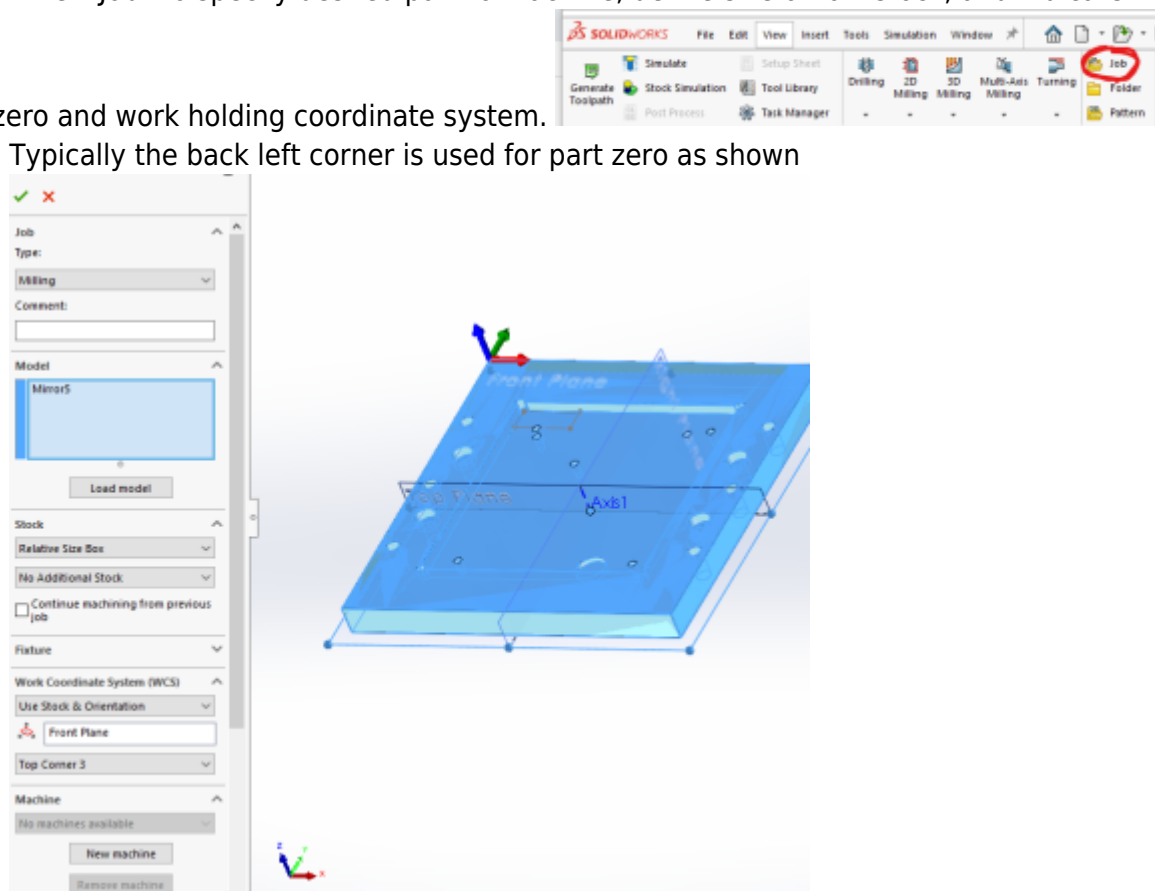 SOLIDWORKS File Edit View Insert Tools Simulation Window
Simulate Setup Sheet Job
Generate Toolpath Stock Simulation Tool Library Drilling 2D Milling 3D Milling Multi-Axis Milling Turning Folder
Post Process Task Manager Pattern
zero and work holding coordinate system.
Typically the back left corner is used for part zero as shown
Job
Type:
Milling
Comment:
Model
Mirror5
Load model
Stock
Relative Size Box
No Additional Stock
Continue machining from previous
job
Fixture
Work Coordinate System (WCS)
Use Stock & Orientation
Front Plane
Top Corner 3
Machine
No machines available
New machine
Remove machine
Front Plane
Top Plane
Axis1
z
Y
x